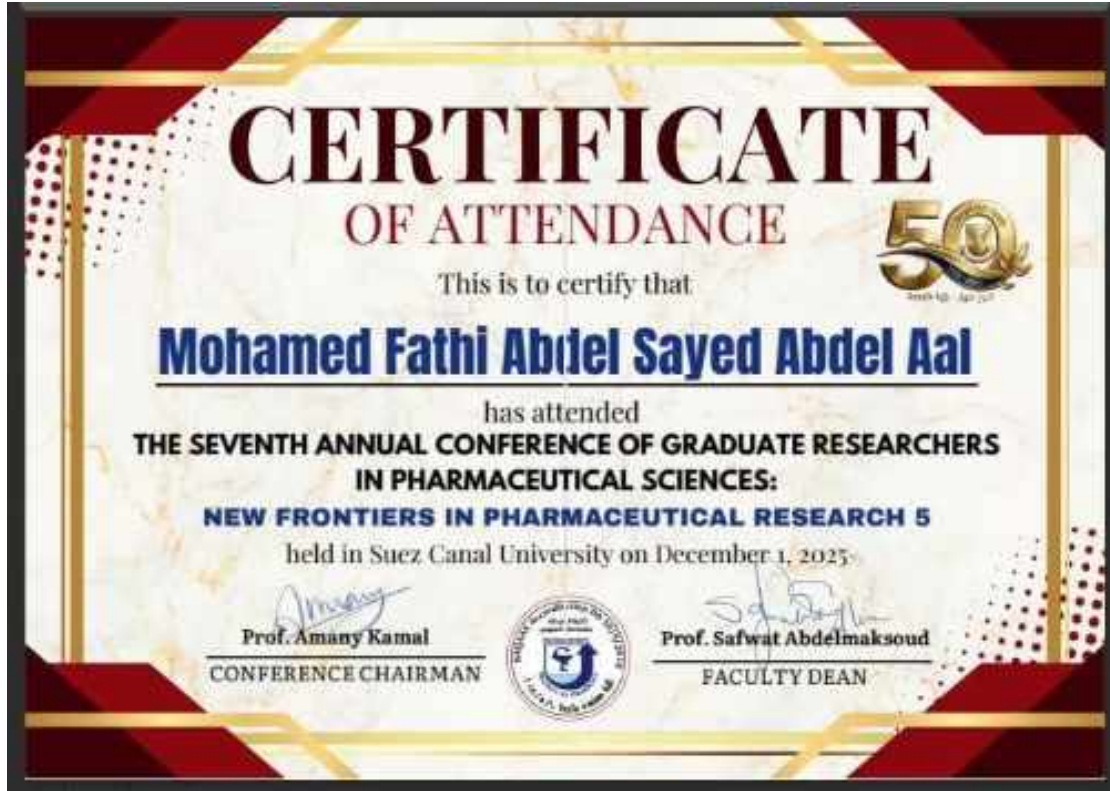 CERTIFICATE
OF ATTENDANCE
50
This is to certify that
Mohamed Fathi Abdel Sayed Abdel Aal
has attended
THE SEVENTH ANNUAL CONFERENCE OF GRADUATE RESEARCHERS
IN PHARMACEUTICAL SCIENCES:
NEW FRONTIERS IN PHARMACEUTICAL RESEARCH 5
held in Suez Canal University on December 1, 2025
Prof. Amany Kamal
CONFERENCE CHAIRMAN
Prof. Safwat Abdelmaksoud
FACULTY DEAN